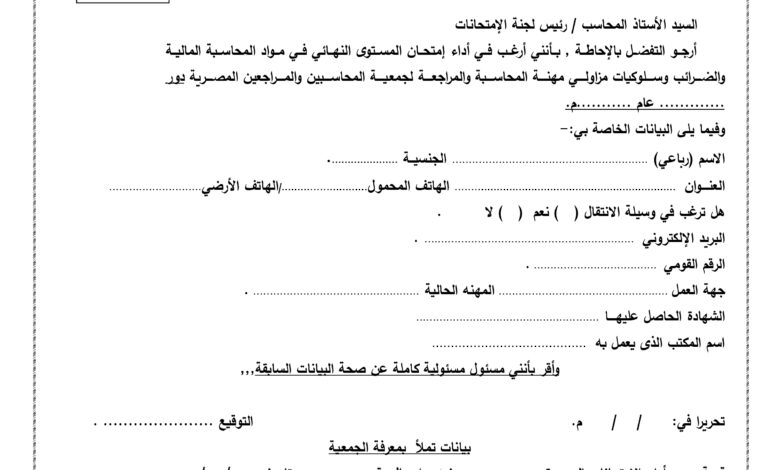 السيد الأستاذ المحاسب / رئيس لجنة الإمتحانات
أرجو التفضل بالإحاطة , بأنني أرغب في أداء إمتحان المستوى النهائي في مواد المحاسبة المالية
والضرائب وسلوكيات مزاولي مهنة المحاسبة والمراجعة لجمعية المحاسبين والمراجعين المصرية دور
............. عام ...........م.
وفيما يلى البيانات الخاصة بي:-
الاسم (رباعي) ........................................ الجنسية .................... .
العنوان ........................................ الهاتف المحمول........................../الهاتف الأرضي..........................
هل ترغب في وسيلة الانتقال ( ) نعم ( ) لا .
البريد الإلكتروني ........................................ .
الرقم القومي .............................. .
جهة العمل ........................................ المهنه الحالية ........................................ .
الشهادة الحاصل عليها ........................................
اسم المكتب الذى يعمل به ........................................
وأقر بأنني مسئول مسئولية كاملة عن صحة البيانات السابقة,,,
تحريرا في: / / م. التوقيع ...................... .
بيانات تملأ بمعرفة الجمعية